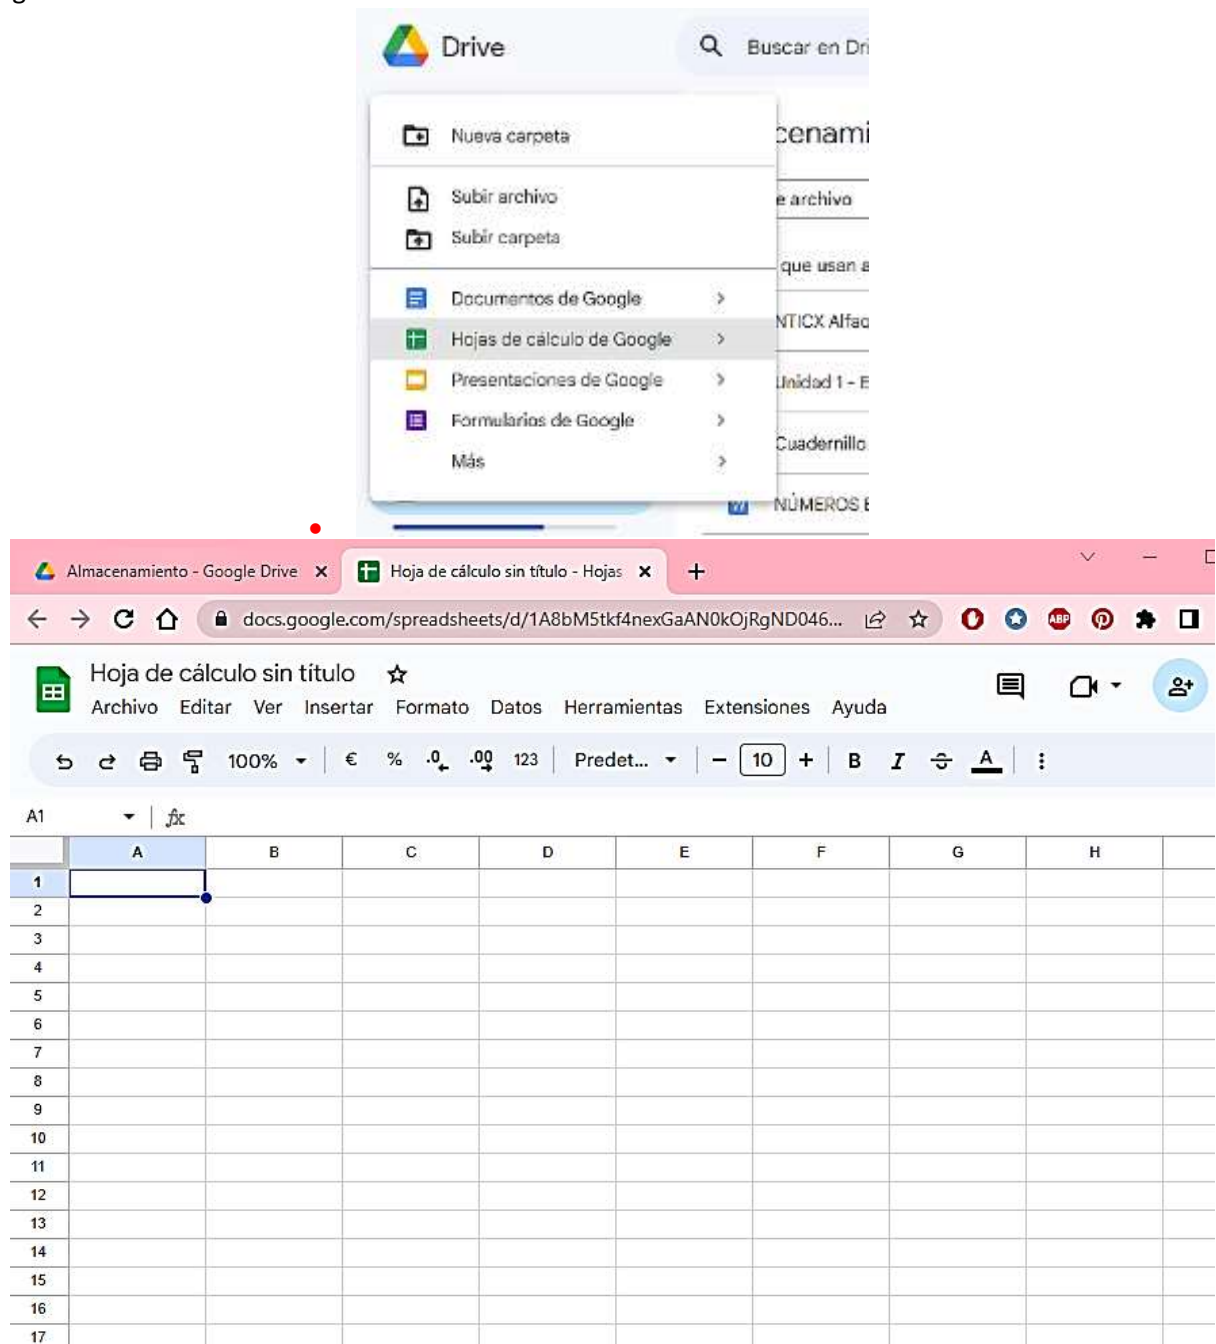 g
Drive
Buscar en Dri
Nueva carpeta
cenami
Subir archivo
e archivo
Subir carpeta
que usan a
Documentos de Google
NTICX Alfao
Hojas de cálculo de Google
Presentaciones de Google
Unidad 1 - E
Formularios de Google
Cuadernillo
Más
NÚMEROS E
Almacenamiento - Google Drive
Hoja de cálculo sin título - Hojas
docs.google.com/spreadsheets/d/1A8bM5tkf4nexGaAN0kOjRgND046...
ABP
Hoja de cálculo sin título
Archivo Editar Ver Insertar Formato Datos Herramientas Extensiones Ayuda
100% € % .0 .00 123 Predet... - 10 + B I A
A1 fx
A B C D E F G H
1
2
3
4
5
6
7
8
9
10
11
12
13
14
15
16
17